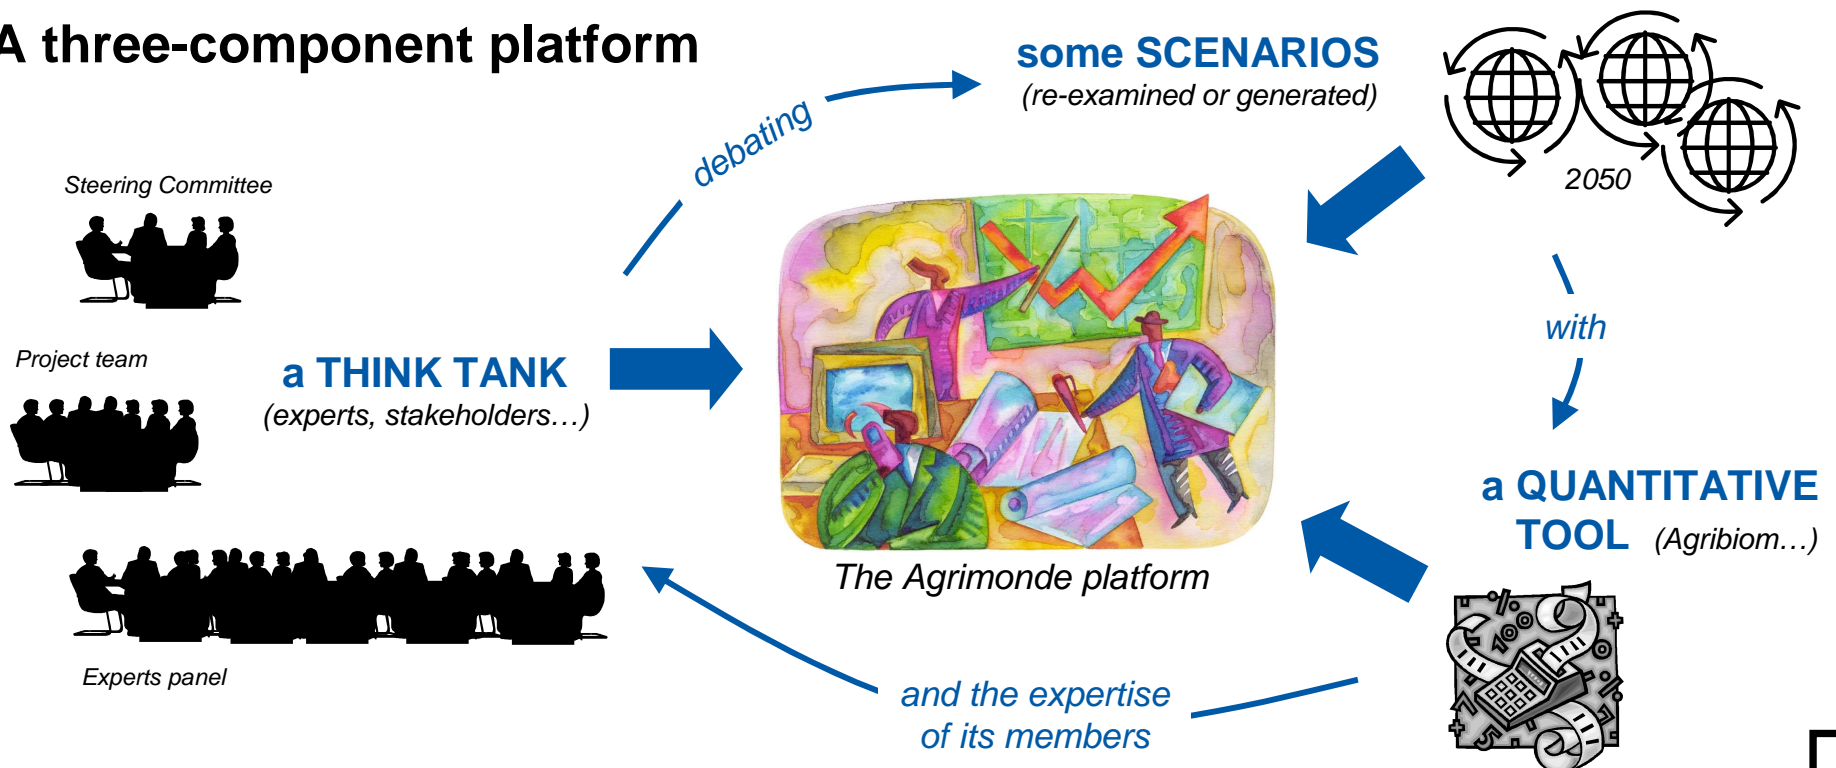 A three-component platform
some SCENARIOS
(re-examined or generated)
debating
2050
Steering Committee
with
Project team
a THINK TANK
(experts, stakeholders…)
a QUANTITATIVE
TOOL (Agribiom…)
The Agrimonde platform
Experts panel
and the expertise
of its members